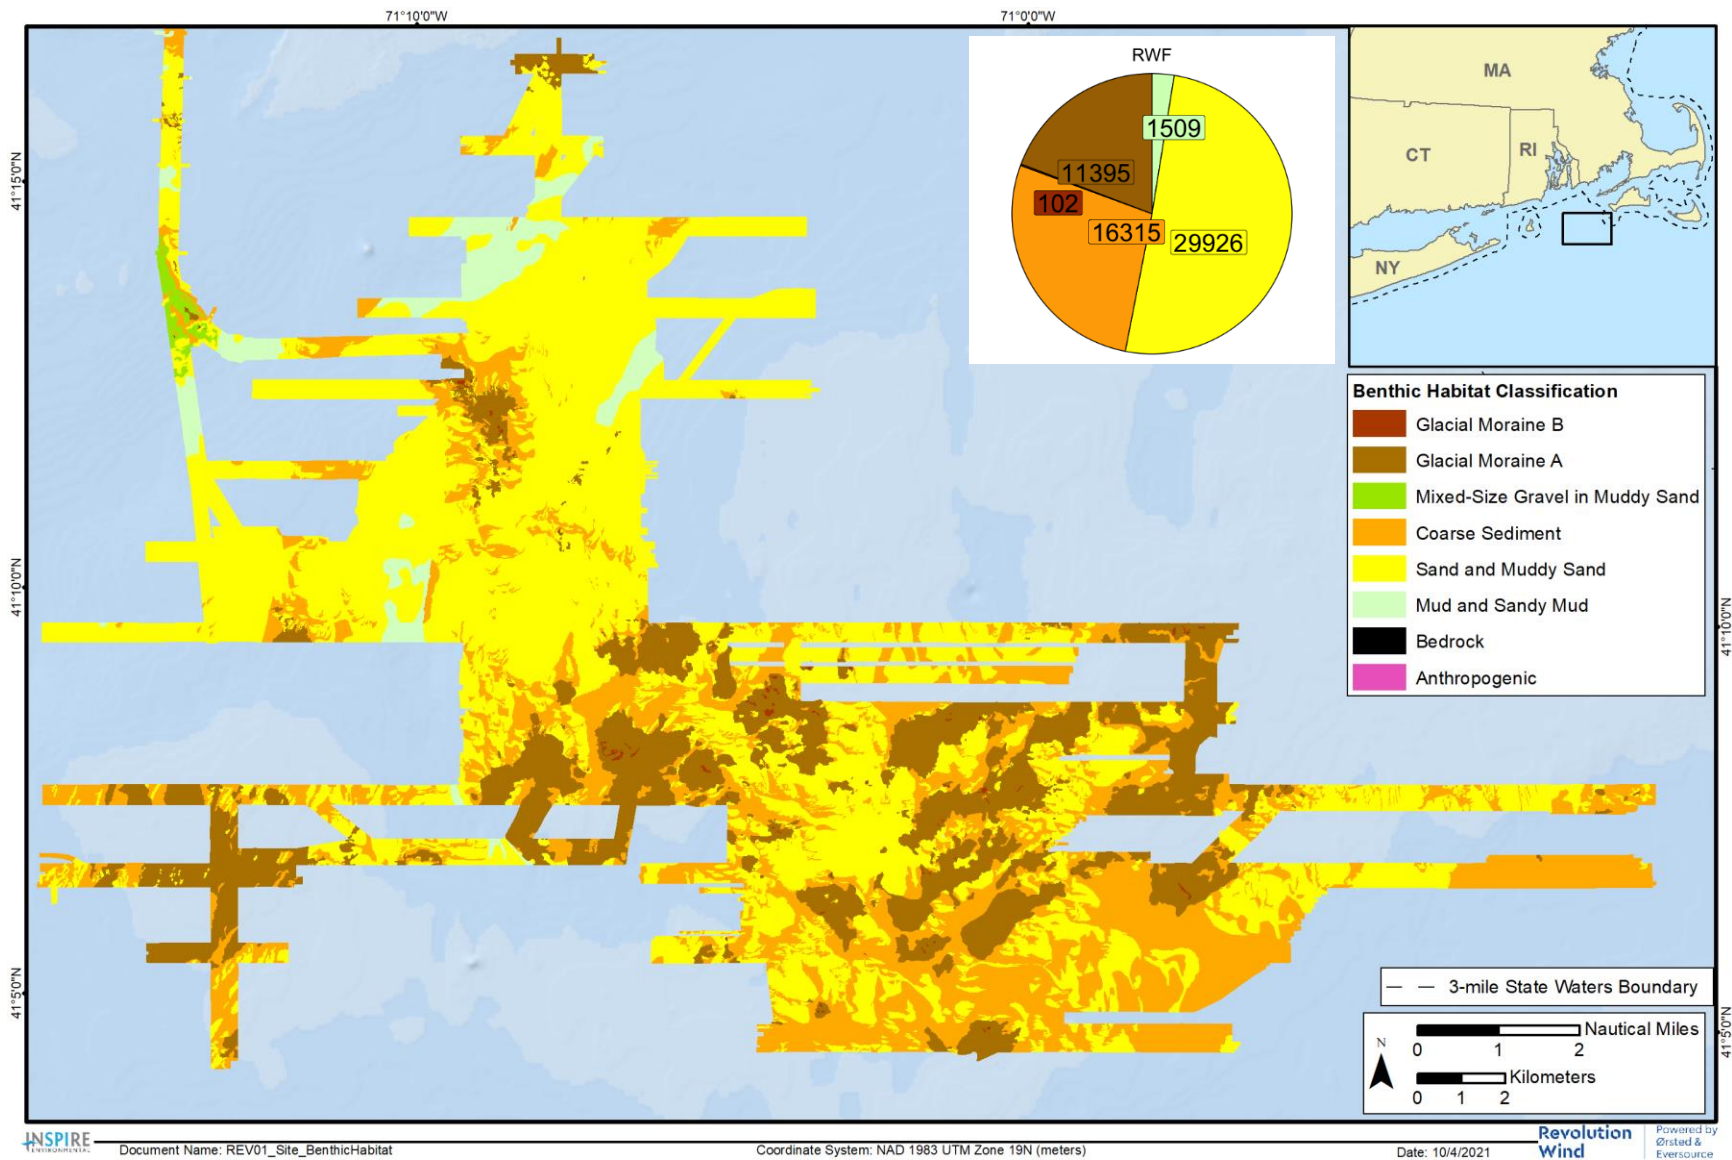 71°10'0"W
71°0'0"W
RWF
1509
11395
102
16315
29926
MA
CT
RI
NY
41°15'0"N
41°10'0"N
41°5'0"N
41°10'0"N
41°5'0"N
Benthic Habitat Classification
Glacial Moraine B
Glacial Moraine A
Mixed-Size Gravel in Muddy Sand
Coarse Sediment
Sand and Muddy Sand
Mud and Sandy Mud
Bedrock
Anthropogenic
3-mile State Waters Boundary
N
Nautical Miles
0 1 2
Kilometers
0 1 2
INSPIRE
ENVIRONMENTAL
Document Name: REV01_Site_BenthicHabitat
Coordinate System: NAD 1983 UTM Zone 19N (meters)
Date: 10/4/2021
Revolution
Wind
Powered by
Ørsted &
Eversource